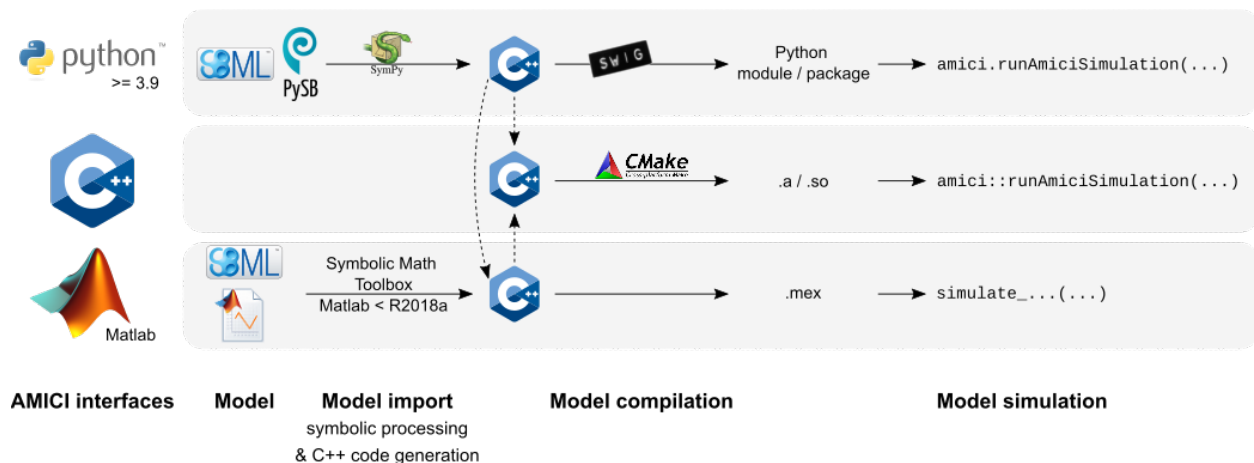 python™
>= 3.9
SBML
PySB
SymPy
C++
SWIG
Python
module / package
amici.runAmiciSimulation(...)
C++
C++
CMake
.a / .so
amici::runAmiciSimulation(...)
Matlab
SBML
Symbolic Math
Toolbox
Matlab < R2018a
C++
.mex
simulate_...(...)
AMICI interfaces
Model
Model import
symbolic processing
& C++ code generation
Model compilation
Model simulation